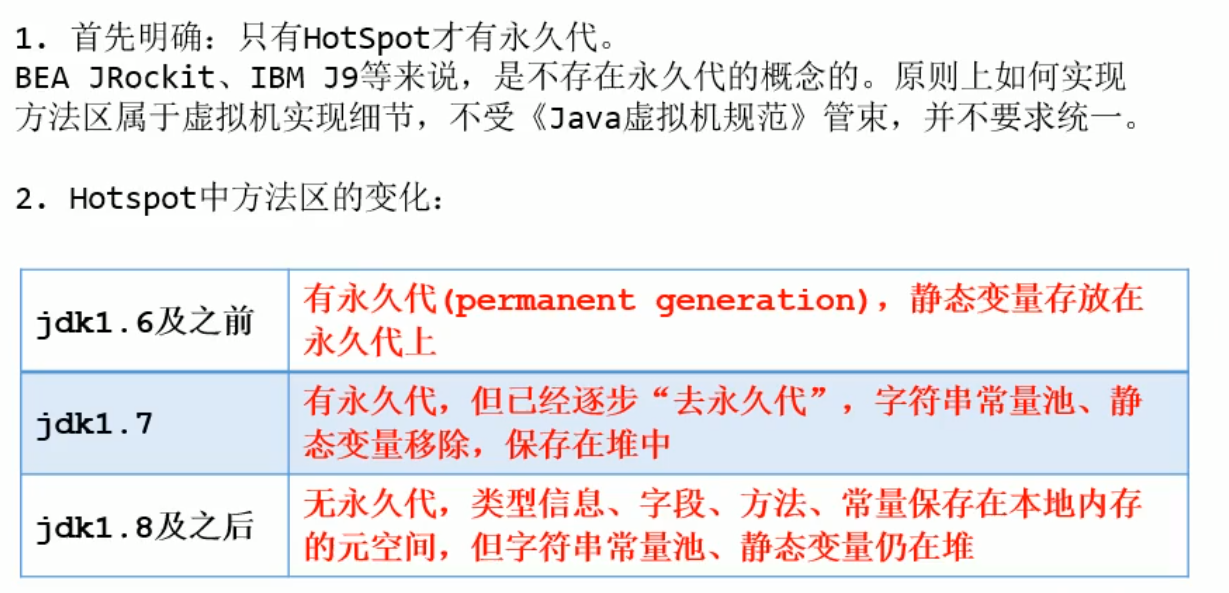 1. 首先明确：只有HotSpot才有永久代。
BEA JRockit、IBM J9等来说，是不存在永久代的概念的。原则上如何实现
方法区属于虚拟机实现细节，不受《Java虚拟机规范》管束，并不要求统一。
2. Hotspot中方法区的变化：
jdk1.6及之前
有永久代(permanent generation)，静态变量存放在
永久代上
jdk1.7
有永久代，但已经逐步“去永久代”，字符串常量池、静
态变量移除，保存在堆中
jdk1.8及之后
无永久代，类型信息、字段、方法、常量保存在本地内存
的元空间，但字符串常量池、静态变量仍在堆